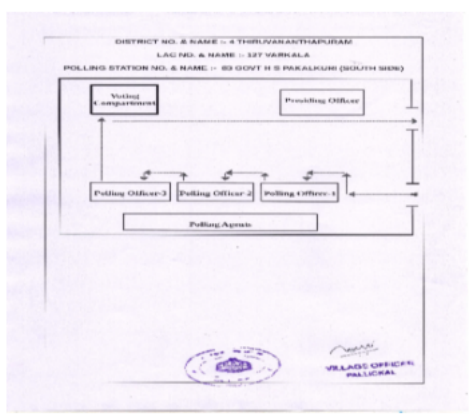 DISTRICT NO. & NAME :- 4 THIRUVANANTHAPURAM
LAC NO. & NAME :- 127 VARKALA
POLLING STATION NO. & NAME :- 83 GOVT H S PAKALKURI (SOUTH SIDE)
Voting
Compartment
Presiding Officer
Polling Officer-3
Polling Officer 2
Polling Officer-1
Polling Agents
VILLAGE OFFICER
PALLICKAL